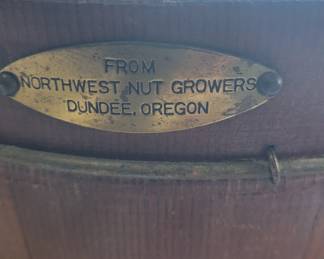 FROM
NORTHWEST NUT GROWERS
DUNDEE, OREGON